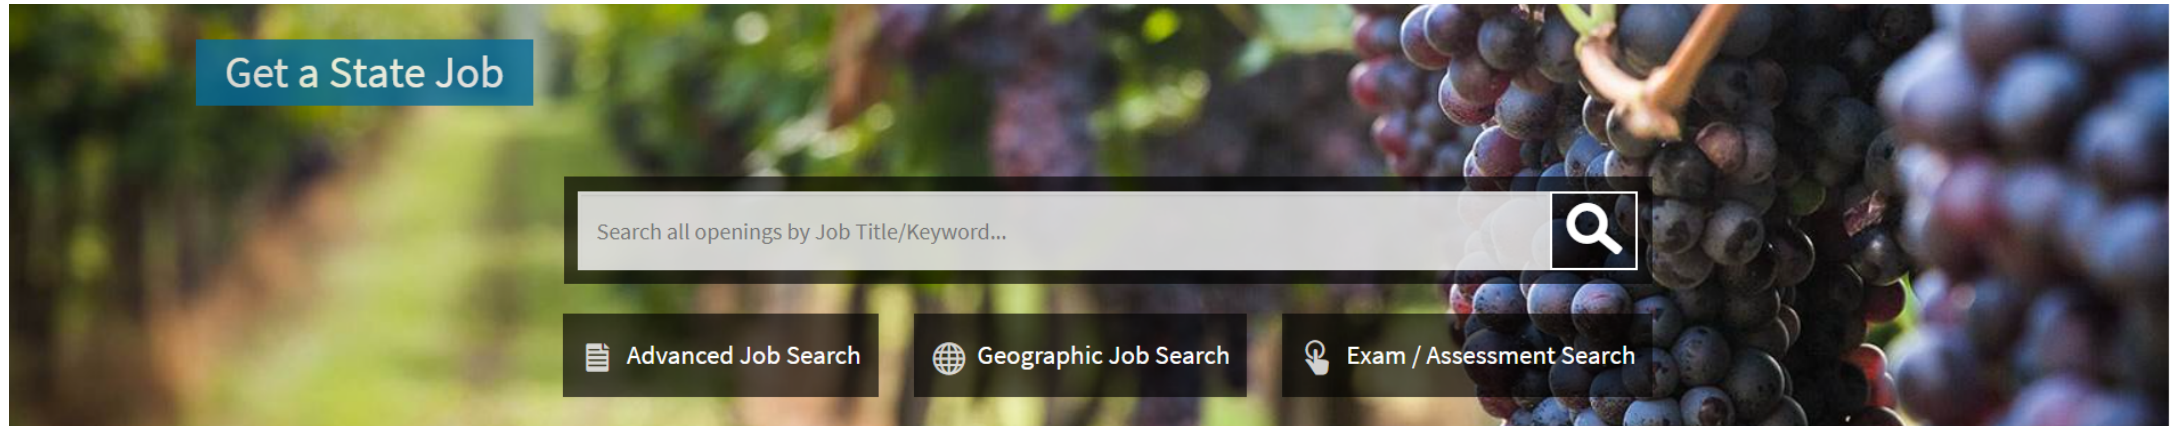 Get a State Job
Search all openings by Job Title/Keyword...
Advanced Job Search
Geographic Job Search
Exam / Assessment Search